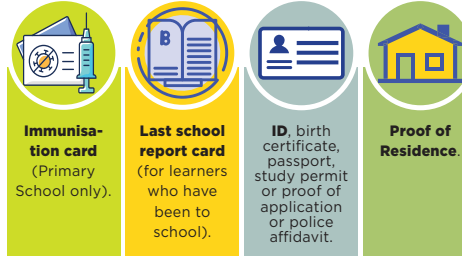 B
Immunisa-
tion card
(Primary
School only).
Last school
report card
(for learners
who have
been to
school).
ID, birth
certificate,
passport,
study permit
or proof of
application
or police
affidavit.
Proof of
Residence.